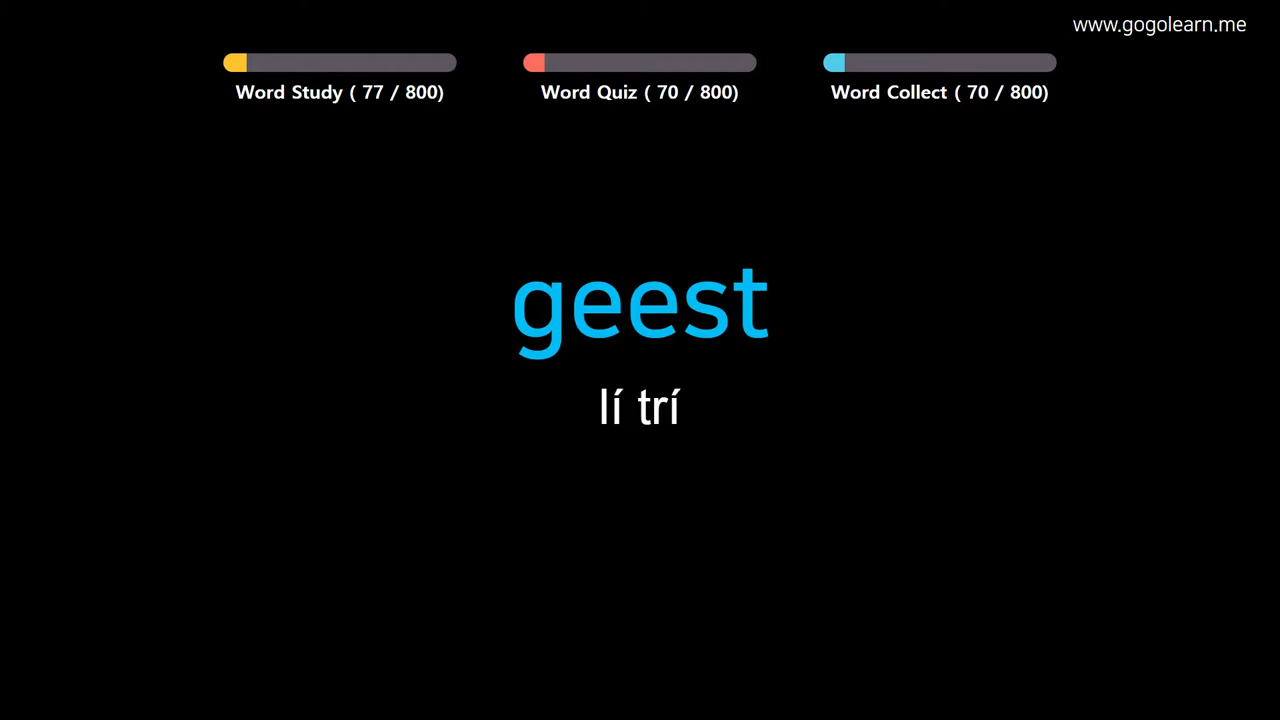 www.gogolearn.me
Word Study ( 77 / 800)
Word Quiz ( 70 / 800)
Word Collect ( 70 / 800)
geest
lí trí